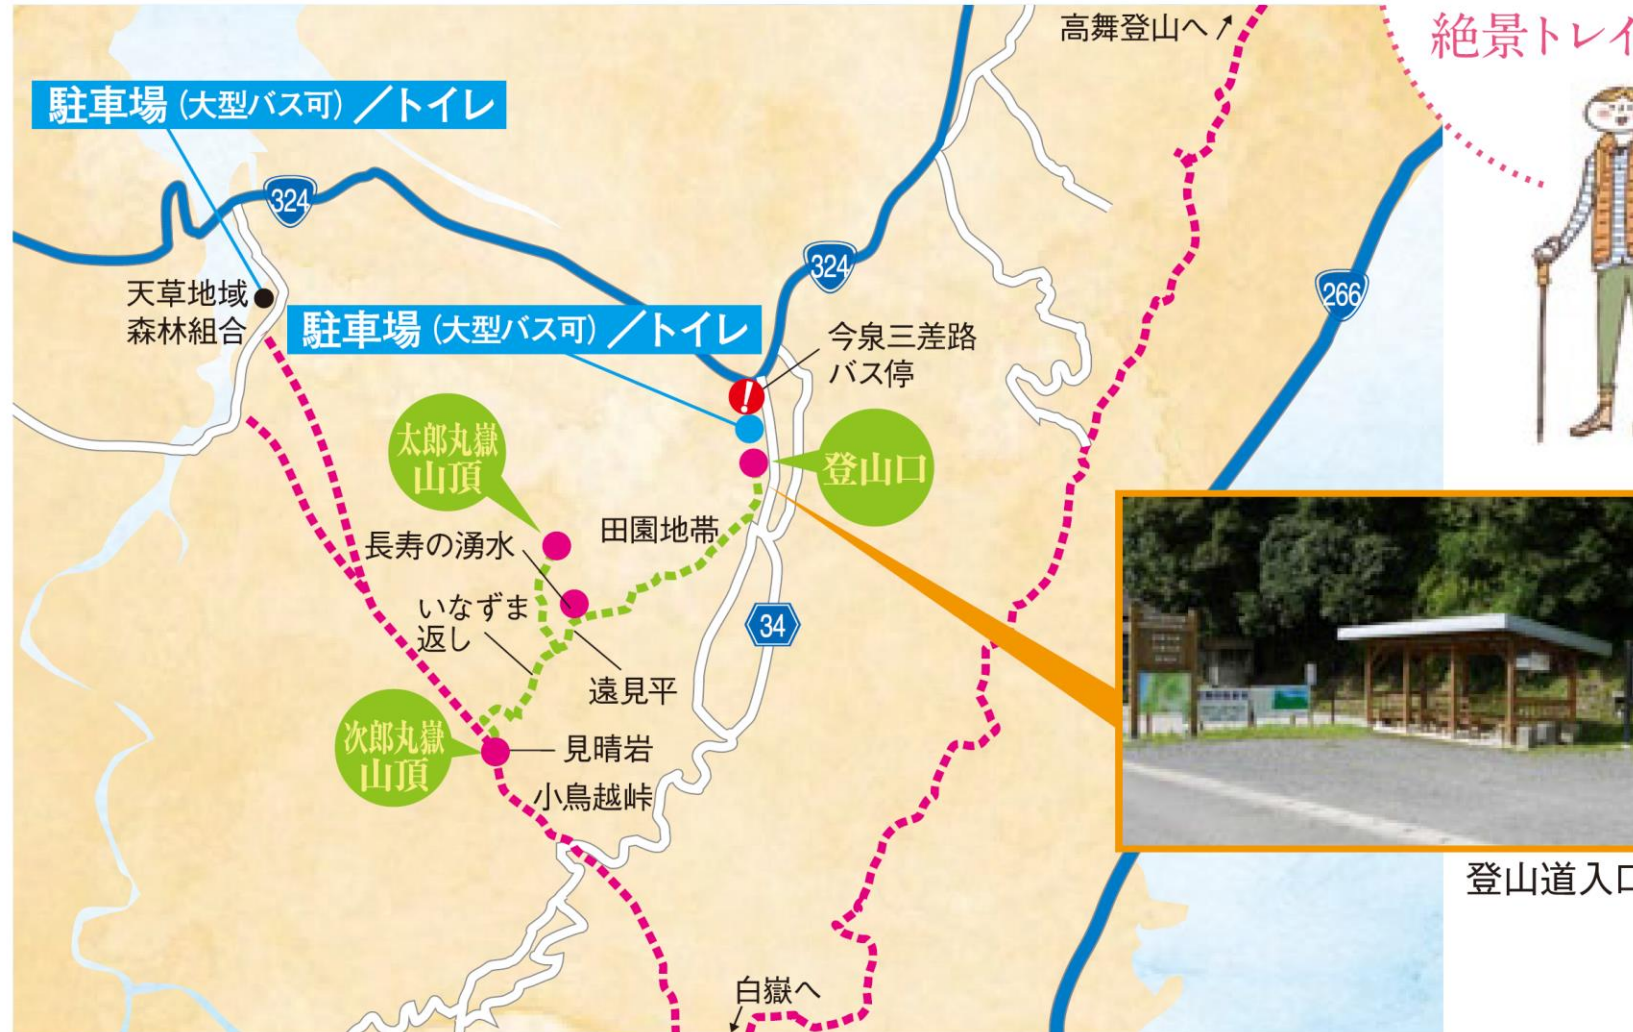 高舞登山へ
絶景トレイ
駐車場(大型バス可)/トイレ
324
天草地域
森林組合
駐車場(大型バス可)/トイレ
324
266
今泉三差路
バス停
!
太郎丸嶽
山頂
登山口
田園地帯
長寿の湧水
いなずま
返し
34
遠見平
次郎丸嶽
山頂
見晴岩
小鳥越峠
登山道入口
白嶽へ